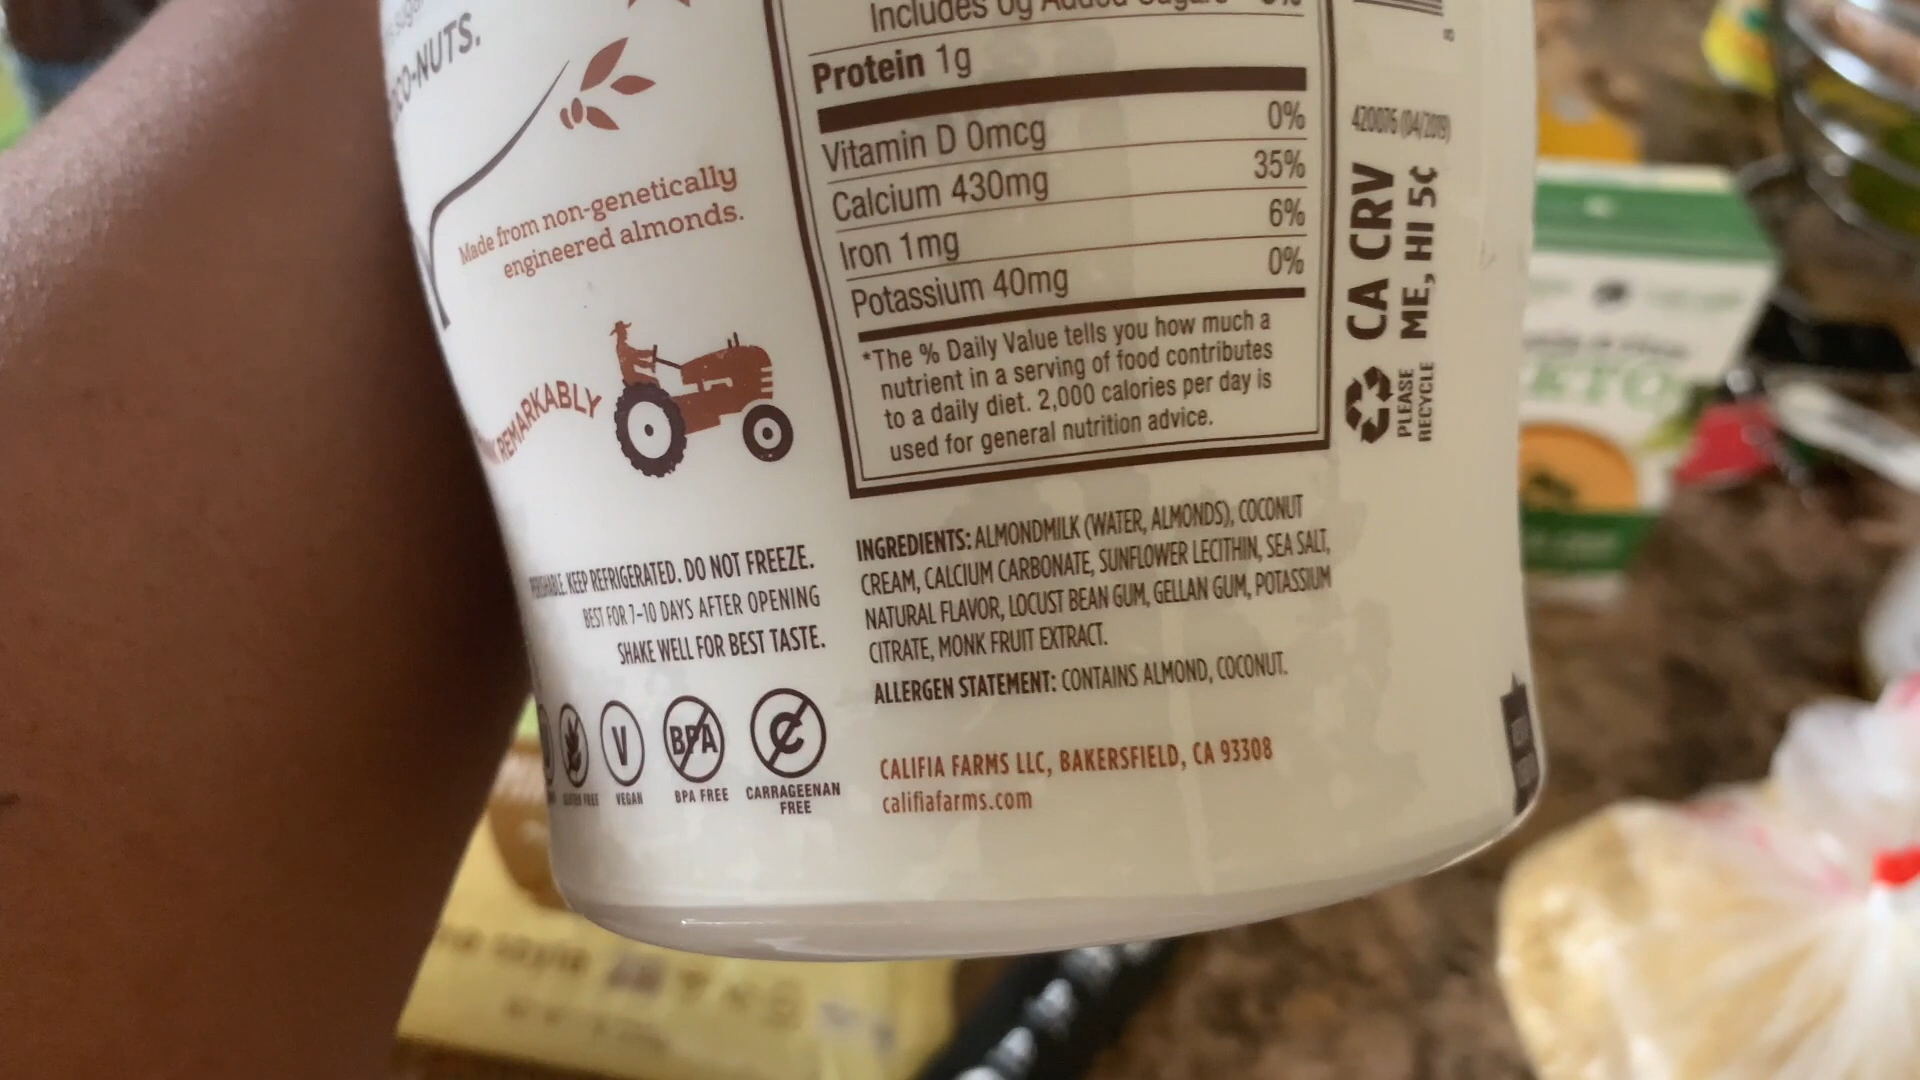 CO-NUTS.
Includes 0g Added Sugars 0%
Protein 1g
Vitamin D 0mcg 0%
Calcium 430mg 35%
Iron 1mg 6%
Potassium 40mg 0%
*The % Daily Value tells you how much a
nutrient in a serving of food contributes
to a daily diet. 2,000 calories per day is
used for general nutrition advice.
Made from non-genetically
engineered almonds.
REMARKABLY
KEEP REFRIGERATED. DO NOT FREEZE.
BEST FOR 7-10 DAYS AFTER OPENING
SHAKE WELL FOR BEST TASTE.
V
BPA
C
GLUTEN FREE
VEGAN
BPA FREE
CARRAGEENAN
FREE
INGREDIENTS: ALMONDMILK (WATER, ALMONDS), COCONUT
CREAM, CALCIUM CARBONATE, SUNFLOWER LECITHIN, SEA SALT,
NATURAL FLAVOR, LOCUST BEAN GUM, GELLAN GUM, POTASSIUM
CITRATE, MONK FRUIT EXTRACT.
ALLERGEN STATEMENT: CONTAINS ALMOND, COCONUT.
CALIFIA FARMS LLC, BAKERSFIELD, CA 93308
califiafarms.com
420076 (04/2019)
CA CRV
ME, HI 5¢
PLEASE
RECYCLE
KETO